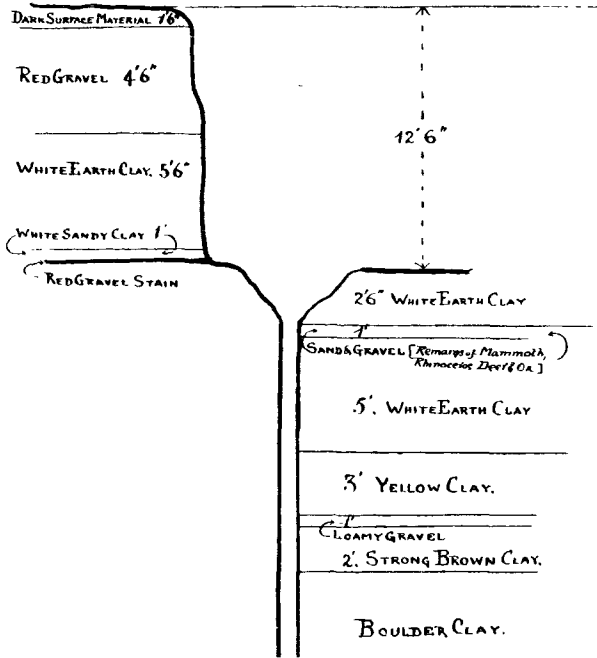 DARK SURFACE MATERIAL 1'6"
RED GRAVEL 4'6"
12'6"
WHITE EARTH CLAY. 5'6"
WHITE SANDY CLAY 1'
RED GRAVEL STAIN
2'6" WHITE EARTH CLAY
1'
SAND & GRAVEL [Remains of Mammoth,
Rhinoceros Deer & Ox]
5'. WHITE EARTH CLAY
3' YELLOW CLAY.
1'
LOAMY GRAVEL
2'. STRONG BROWN CLAY.
BOULDER CLAY.